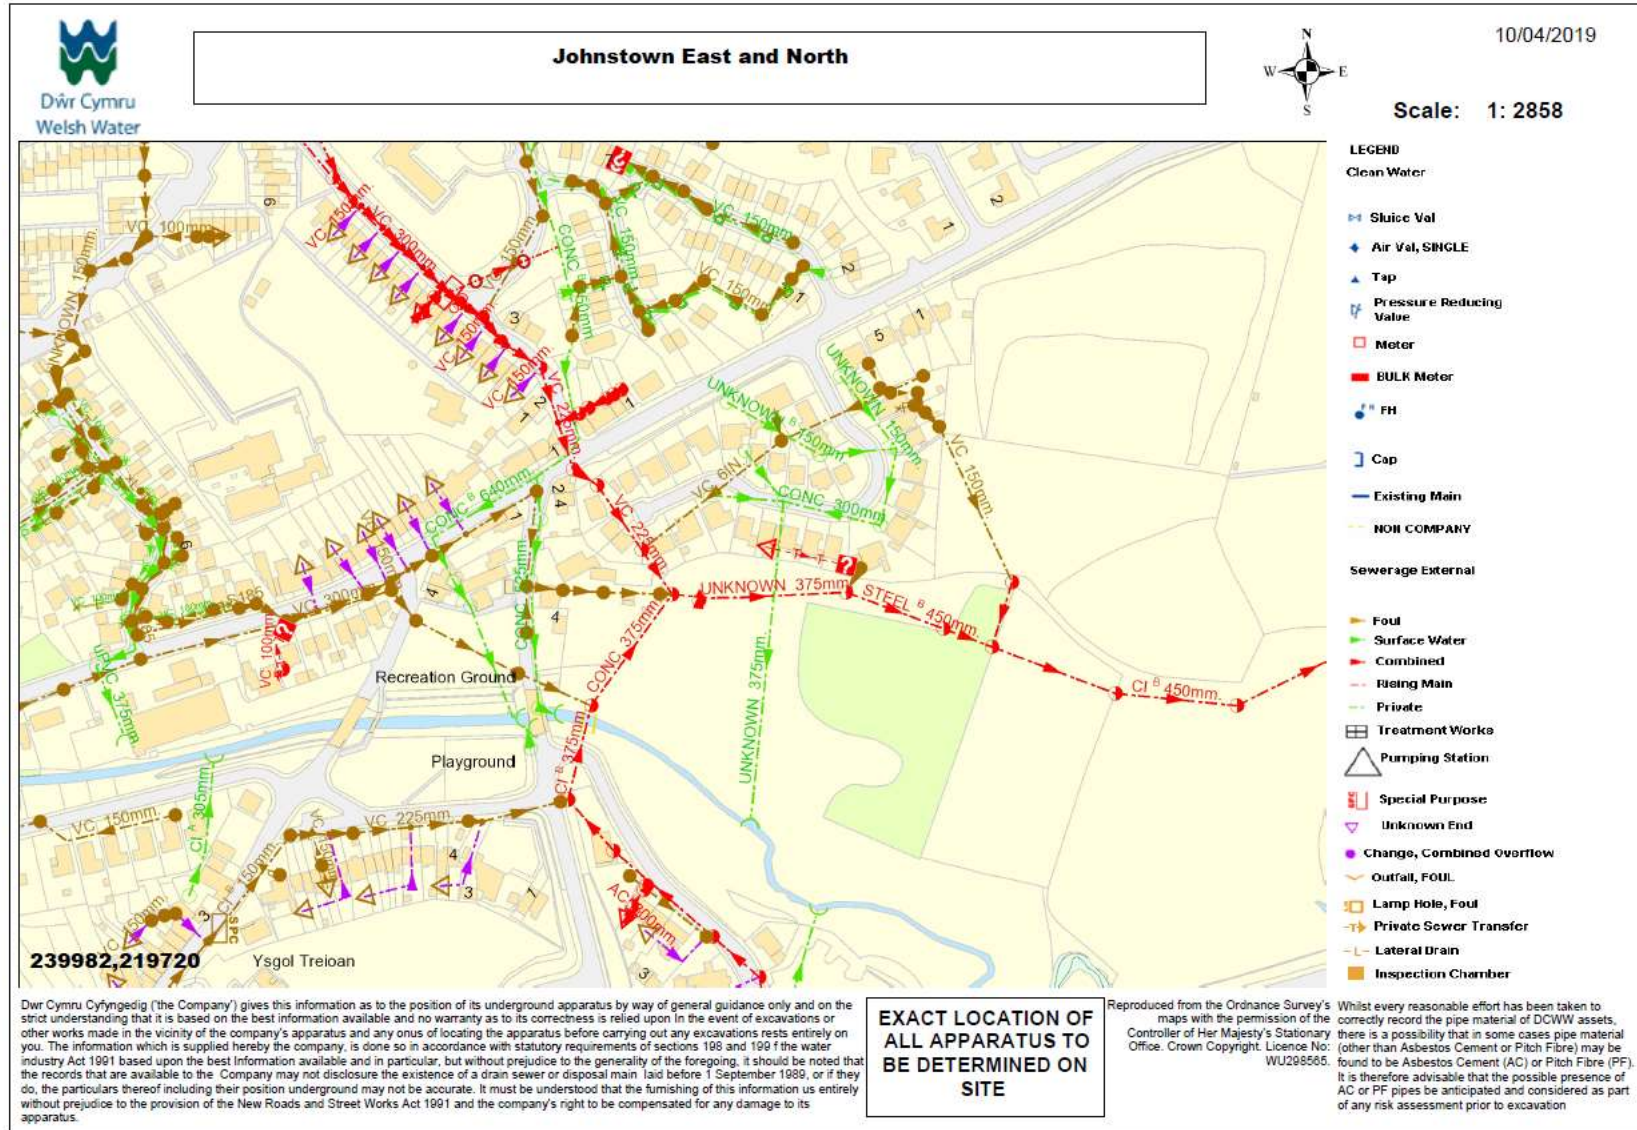 Dŵr Cymru
Welsh Water
Johnstown East and North
N
W
E
S
10/04/2019
Scale: 1: 2858
LEGEND
Clean Water
Sluice Val
Air Val, SINGLE
Tap
Pressure Reducing
Valve
Meter
BULK Meter
FH
Cap
Existing Main
NON COMPANY
Sewerage External
Foul
Surface Water
Combined
Rising Main
Private
Treatment Works
Pumping Station
Special Purpose
Unknown End
Change, Combined Overflow
Outfall, FOUL
Lamp Hole, Foul
Private Sewer Transfer
Lateral Drain
Inspection Chamber
VC 100mm.
UNKNOWN 150mm.
VC 150mm.
VC 300mm.
150mm.
CONC B 450mm.
VC 150mm.
150mm.
VC 150mm.
VC 150mm.
VC 150mm.
VC 225mm.
UNKNOWN B 150mm.
UNKNOWN 150mm.
VC 150mm.
VC 6IN
CONC 300mm.
CONC B 640mm.
VC 225mm.
UNKNOWN 375mm.
STEEL B 450mm.
CI B 450mm.
CONC 525mm.
CONC 375mm.
VC 300mm.
VC 100mm.
uPVC 375mm.
UNKNOWN 375mm.
CI B 375mm.
Recreation Ground
Playground
CI A 305mm.
VC 150mm.
VC 225mm.
VC 150mm.
CI B 150mm.
VC 150mm.
AC 300mm.
SPC
239982,219720
Ysgol Treioan
Dwr Cymru Cyfyngedig ('the Company') gives this information as to the position of its underground apparatus by way of general guidance only and on the
strict understanding that it is based on the best information available and no warranty as to its correctness is relied upon In the event of excavations or
other works made in the vicinity of the company's apparatus and any onus of locating the apparatus before carrying out any excavations rests entirely on
you. The information which is supplied hereby the company, is done so in accordance with statutory requirements of sections 198 and 199 f the water
industry Act 1991 based upon the best Information available and in particular, but without prejudice to the generality of the foregoing, it should be noted that
the records that are available to the Company may not disclose the existence of a drain sewer or disposal main laid before 1 September 1989, or if they
do, the particulars thereof including their position underground may not be accurate. It must be understood that the furnishing of this information us entirely
without prejudice to the provision of the New Roads and Street Works Act 1991 and the company's right to be compensated for any damage to its
apparatus.
EXACT LOCATION OF
ALL APPARATUS TO
BE DETERMINED ON
SITE
Reproduced from the Ordnance Survey's
maps with the permission of the
Controller of Her Majesty's Stationary
Office. Crown Copyright. Licence No:
WU298565.
Whilst every reasonable effort has been taken to
correctly record the pipe material of DCWW assets,
there is a possibility that in some cases pipe material
(other than Asbestos Cement or Pitch Fibre) may be
found to be Asbestos Cement (AC) or Pitch Fibre (PF).
It is therefore advisable that the possible presence of
AC or PF pipes be anticipated and considered as part
of any risk assessment prior to excavation